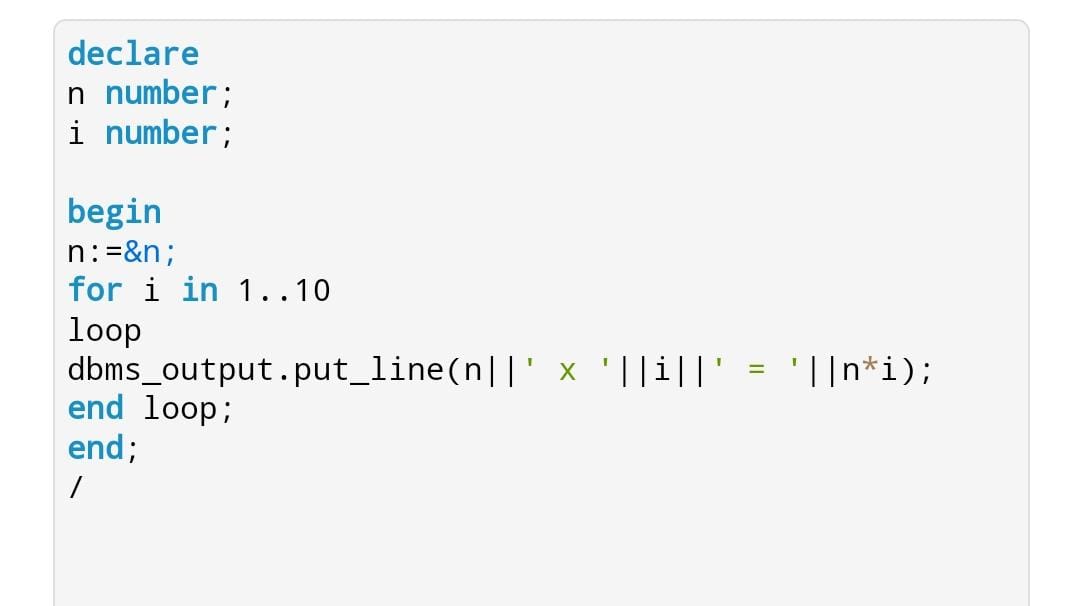 declare
n number;
i number;
begin
n:=&n;
for i in 1..10
loop
dbms_output.put_line(n||' x '||i||' = '||n*i);
end loop;
end;
/